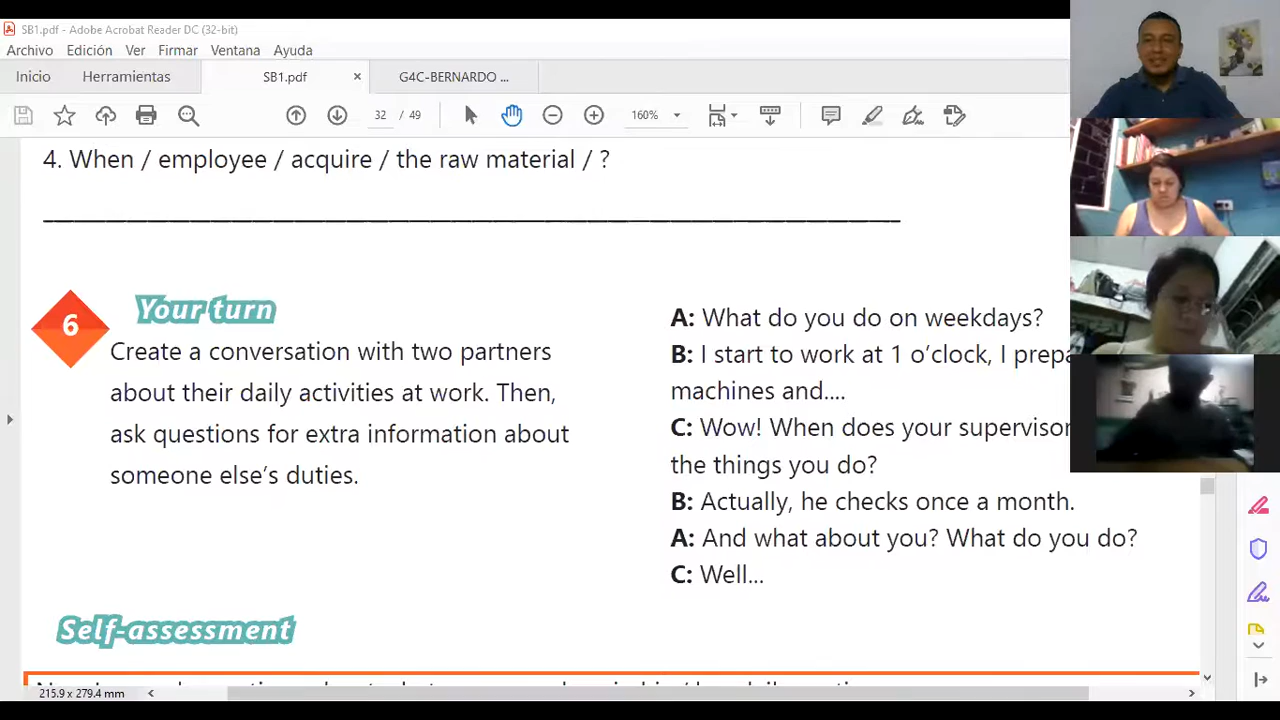 SB1.pdf - Adobe Acrobat Reader DC (32-bit)
Archivo Edición Ver Firmar Ventana Ayuda
Inicio Herramientas SB1.pdf × G4C-BERNARDO ...
32 / 49 160%
4. When / employee / acquire / the raw material / ?
6
Your turn
Create a conversation with two partners
about their daily activities at work. Then,
ask questions for extra information about
someone else's duties.
A: What do you do on weekdays?
B: I start to work at 1 o'clock, I
machines and....
C: Wow! When does your supervisor
the things you do?
B: Actually, he checks once a month.
A: And what about you? What do you do?
C: Well...
Self-assessment
215.9 x 279.4 mm